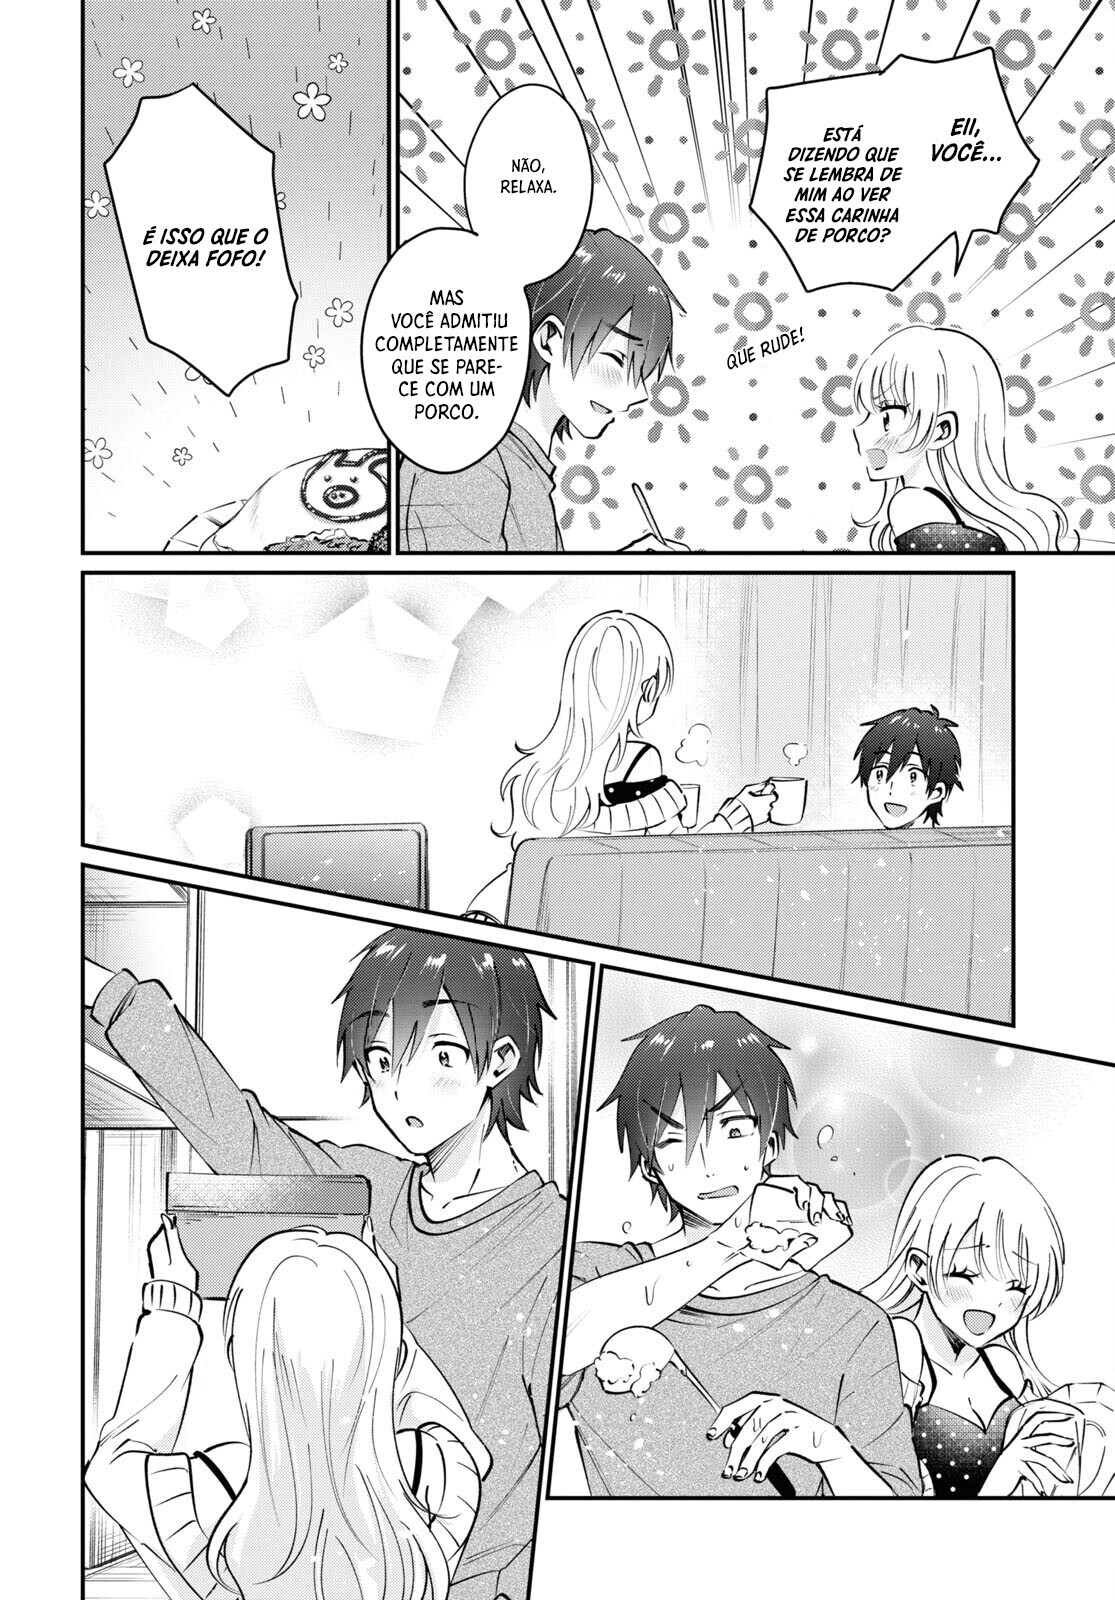 EII,
VOCÊ...
ESTÁ
DIZENDO QUE
SE LEMBRA DE
MIM AO VER
ESSA CARINHA
DE PORCO?
QUE RUDE!
NÃO,
RELAXA.
MAS
VOCÊ ADMITIU
COMPLETAMENTE
QUE SE PARE-
CE COM UM
PORCO.
É ISSO QUE O
DEIXA FOFO!